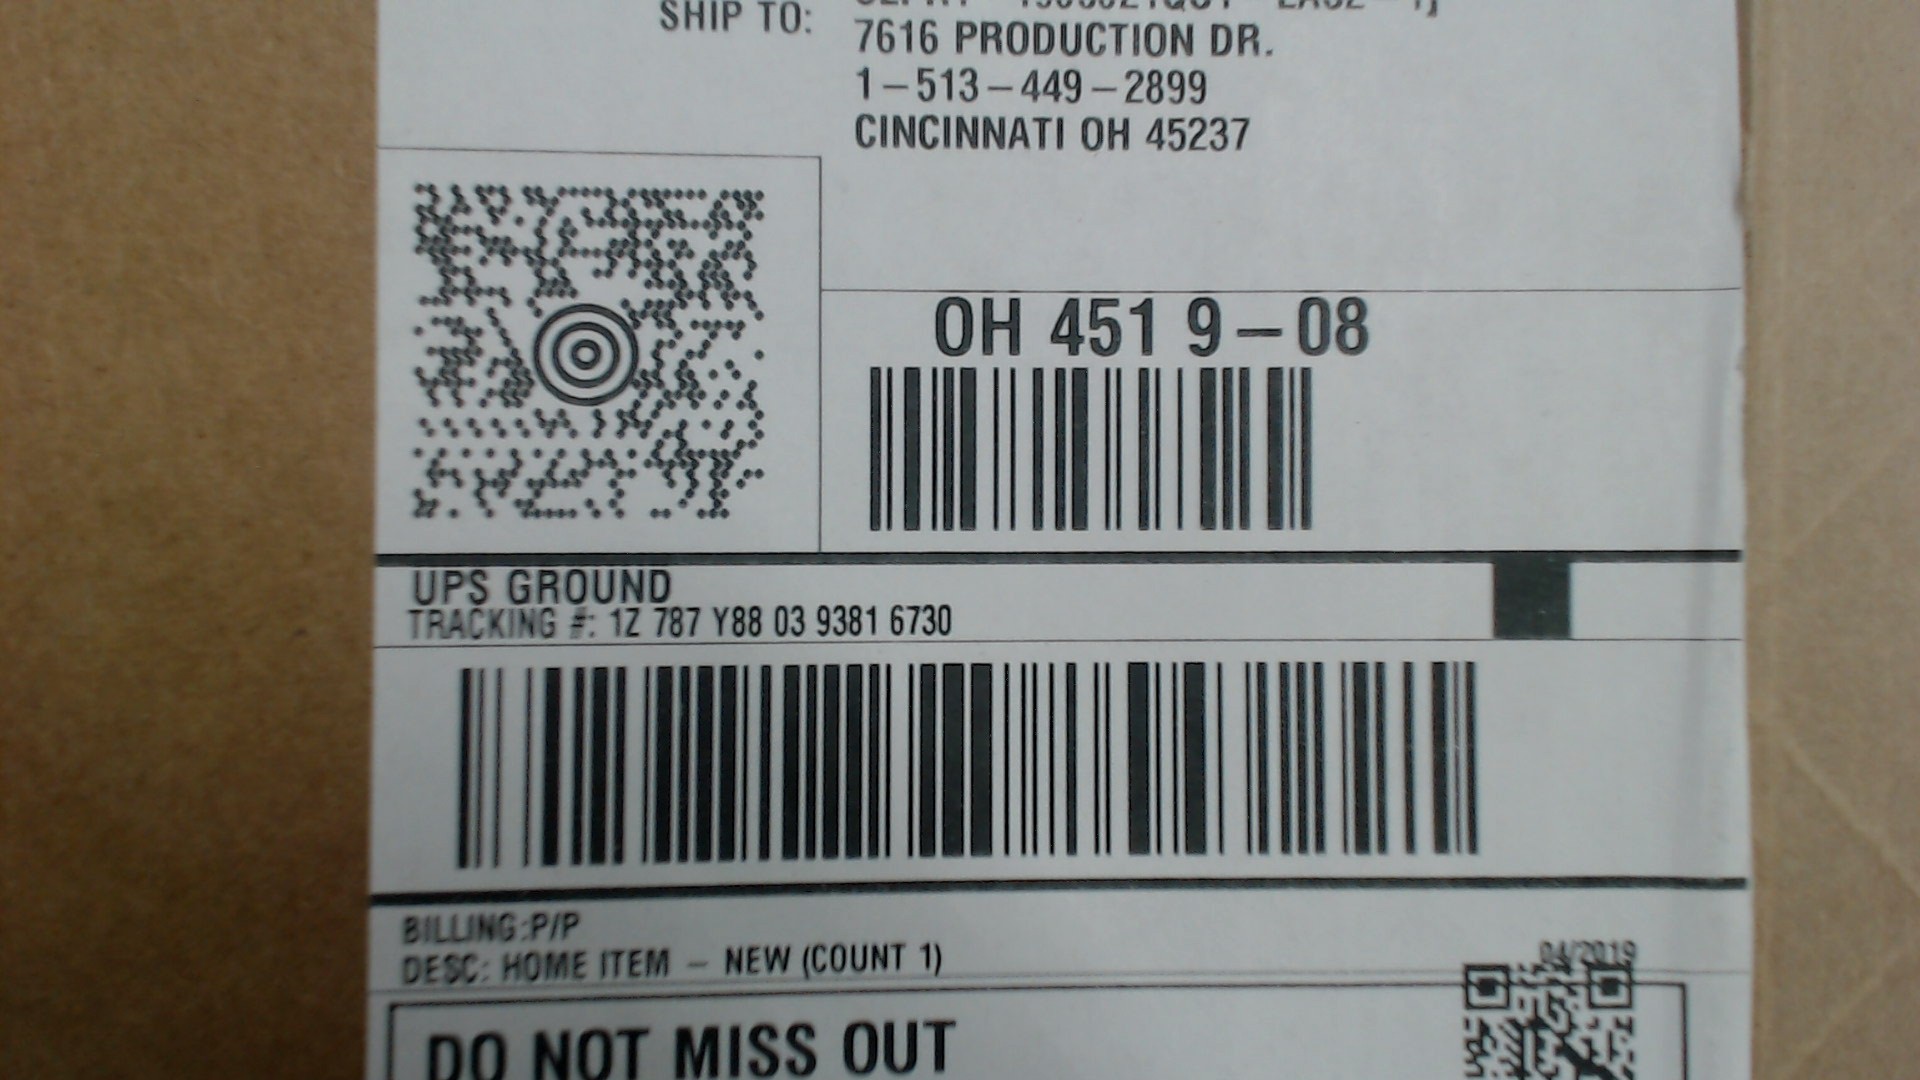 SHIP TO:
7616 PRODUCTION DR.
1-513-449-2899
CINCINNATI OH 45237
OH 451 9-08
UPS GROUND
TRACKING #: 1Z 787 Y88 03 9381 6730
BILLING:P/P
DESC: HOME ITEM - NEW (COUNT 1)
04/2019
DO NOT MISS OUT